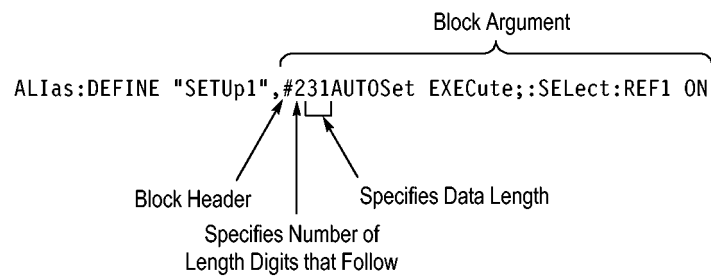 Block Argument
ALIas:DEFINE "SETUp1",#231AUTOSet EXECute;:SELect:REF1 ON
Block Header
Specifies Data Length
Specifies Number of
Length Digits that Follow